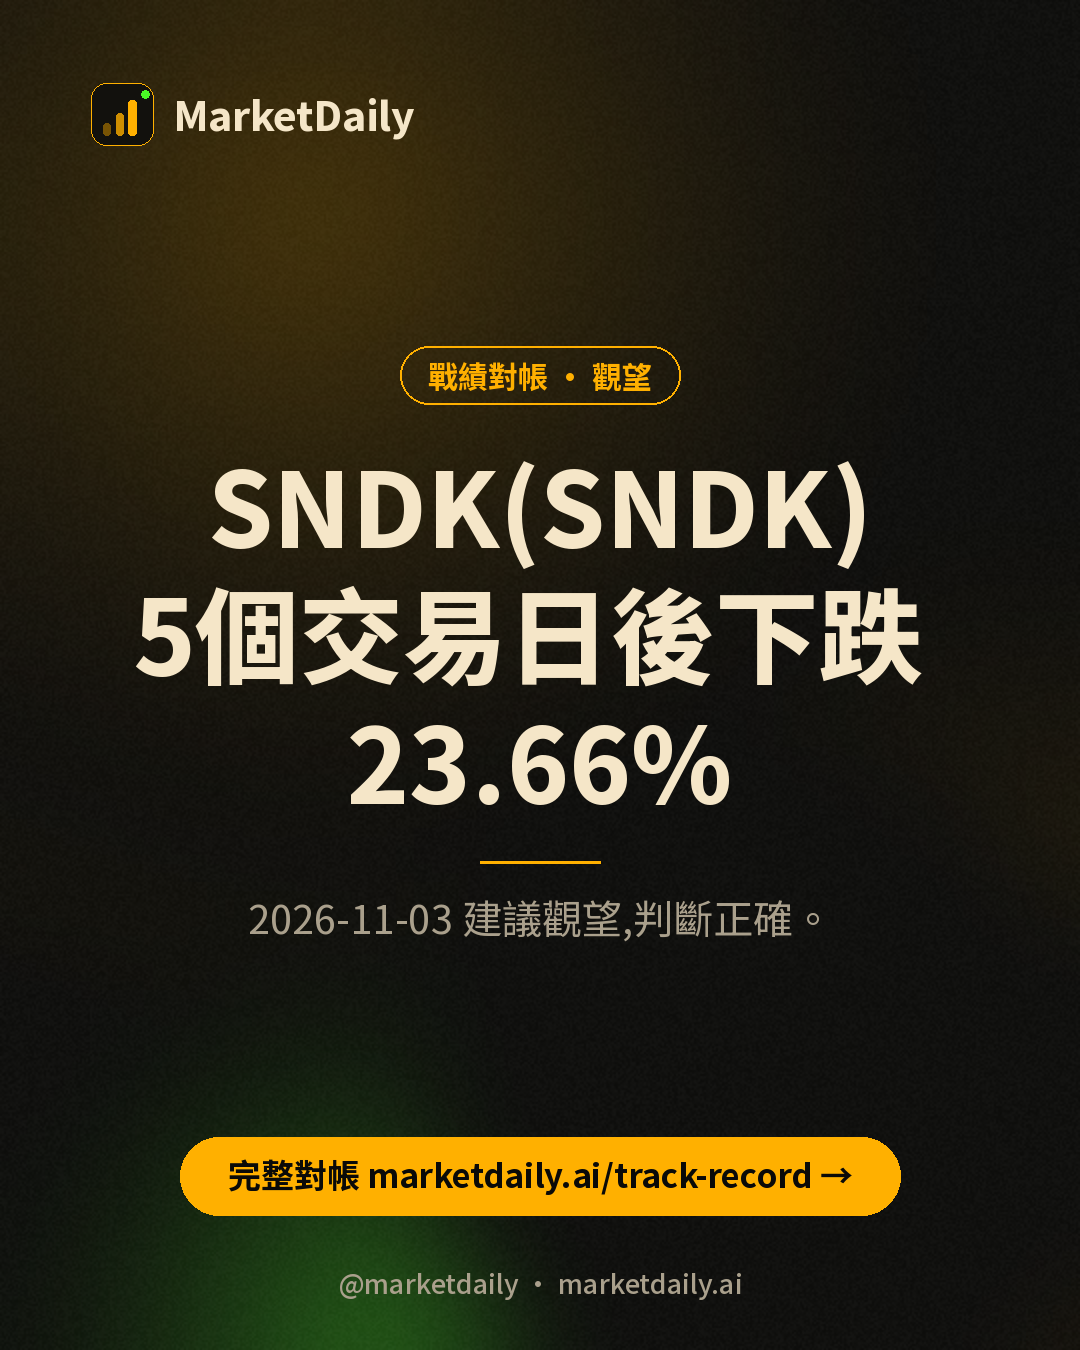 MarketDaily
戰績對帳 • 觀望
SNDK(SNDK)
5個交易日後下跌
23.66%
2026-11-03 建議觀望,判斷正確。
完整對帳 marketdaily.ai/track-record →
@marketdaily • marketdaily.ai